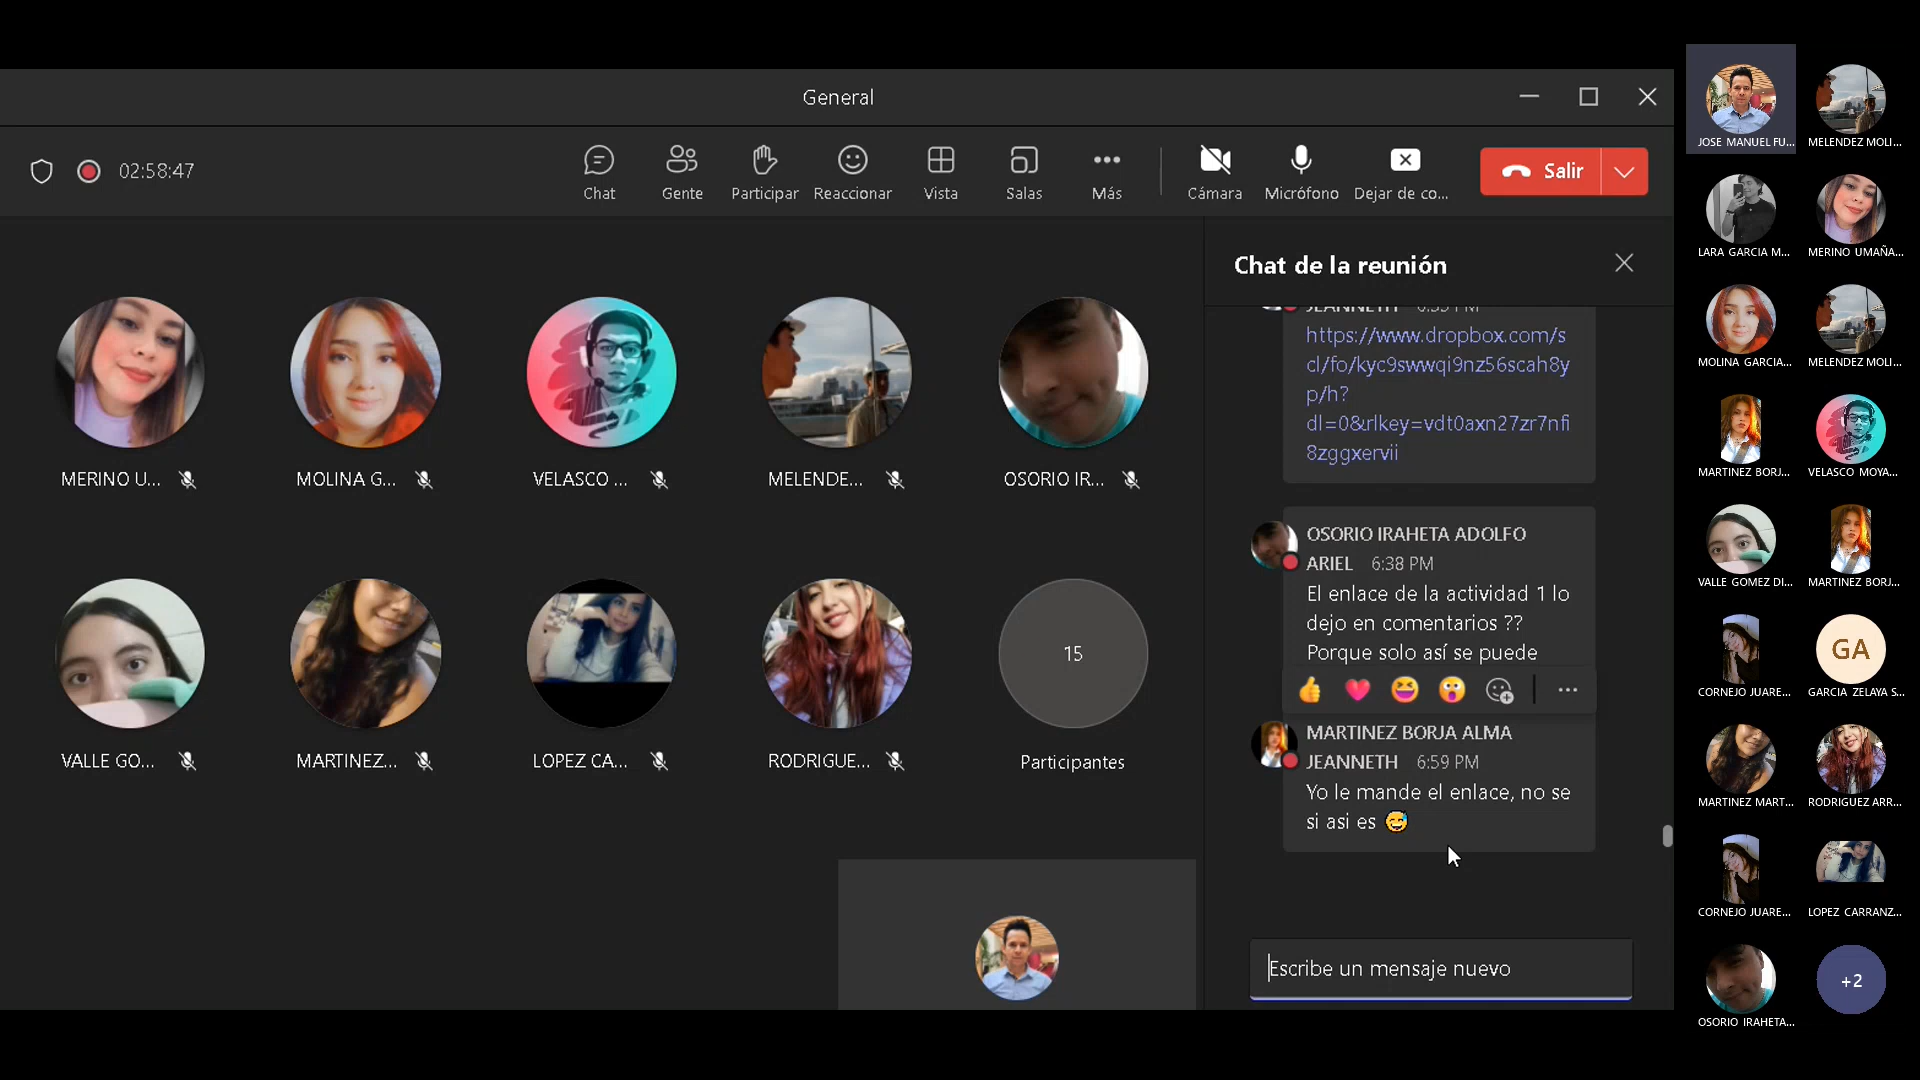 General
02:58:47
Chat
Gente
Participar
Reaccionar
Vista
Salas
Más
Cámara
Micrófono
Dejar de co...
Salir
MERINO U...
MOLINA G...
VELASCO ...
MELENDE...
OSORIO IR...
VALLE GO...
MARTINEZ...
LOPEZ CA...
RODRIGUE...
15
Participantes
Chat de la reunión
JEANNETH
https://www.dropbox.com/s
cl/fo/kyc9swwqi9nz56scah8y
p/h?
dl=0&rlkey=vdt0axn27zr7nfi
8zggxervii
OSORIO IRAHETA ADOLFO
ARIEL 6:38 PM
El enlace de la actividad 1 lo
dejo en comentarios ??
Porque solo así se puede
MARTINEZ BORJA ALMA
JEANNETH 6:59 PM
Yo le mande el enlace, no se
si asi es 😅
Escribe un mensaje nuevo
JOSE MANUEL FU...
MELENDEZ MOLI...
LARA GARCIA M...
MERINO UMAÑA...
MOLINA GARCIA...
MELENDEZ MOLI...
MARTINEZ BORJ...
VELASCO MOYA...
VALLE GOMEZ DI...
MARTINEZ BORJ...
CORNEJO JUARE...
GA
GARCIA ZELAYA S...
MARTINEZ MART...
RODRIGUEZ ARR...
CORNEJO JUARE...
LOPEZ CARRANZ...
OSORIO IRAHETA...
+2